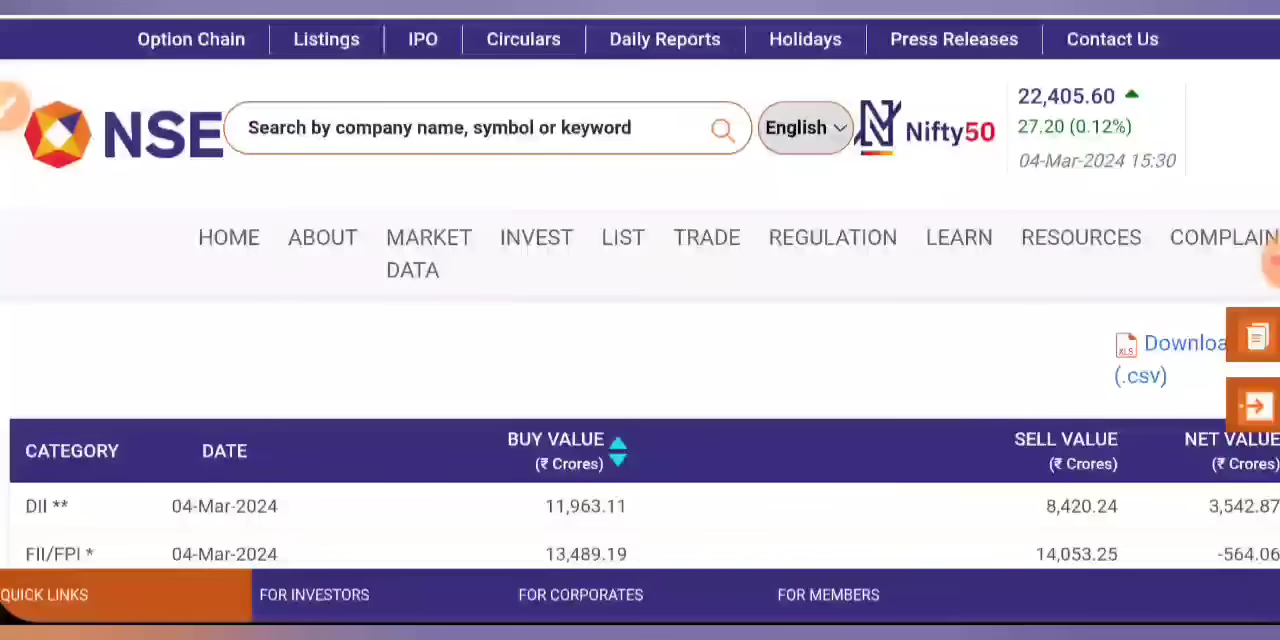 Option Chain Listings IPO Circulars Daily Reports Holidays Press Releases Contact Us
NSE
Search by company name, symbol or keyword
English
Nifty50
22,405.60
27.20 (0.12%)
04-Mar-2024 15:30
HOME ABOUT MARKET DATA INVEST LIST TRADE REGULATION LEARN RESOURCES COMPLAIN
XLS Downloa
(.csv)
CATEGORY DATE BUY VALUE (₹ Crores) SELL VALUE (₹ Crores) NET VALUE (₹ Crores)
DII ** 04-Mar-2024 11,963.11 8,420.24 3,542.87
FII/FPI * 04-Mar-2024 13,489.19 14,053.25 -564.06
QUICK LINKS FOR INVESTORS FOR CORPORATES FOR MEMBERS